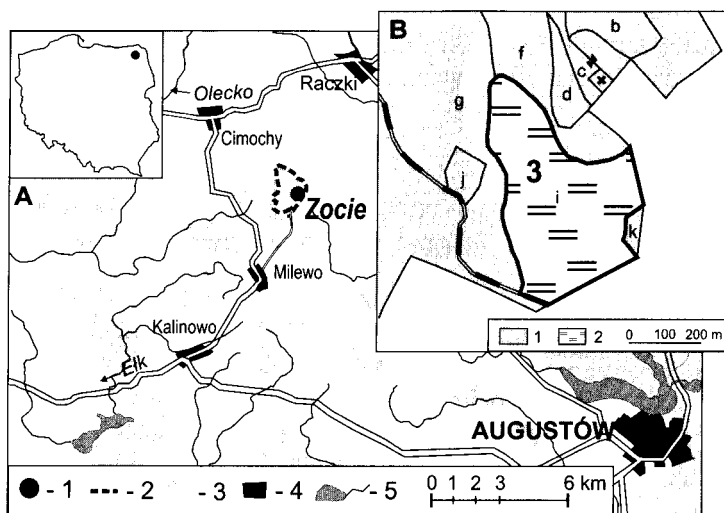 B
b
f
c
d
g
3
i
j
k
1 2 0 100 200 m
Olecko
Raczki
Cimochy
A
Zocie
Milewo
Kalinowo
Ełk
AUGUSTÓW
- 1 - 2 3 - 4 - 5 0 1 2 3 6 km